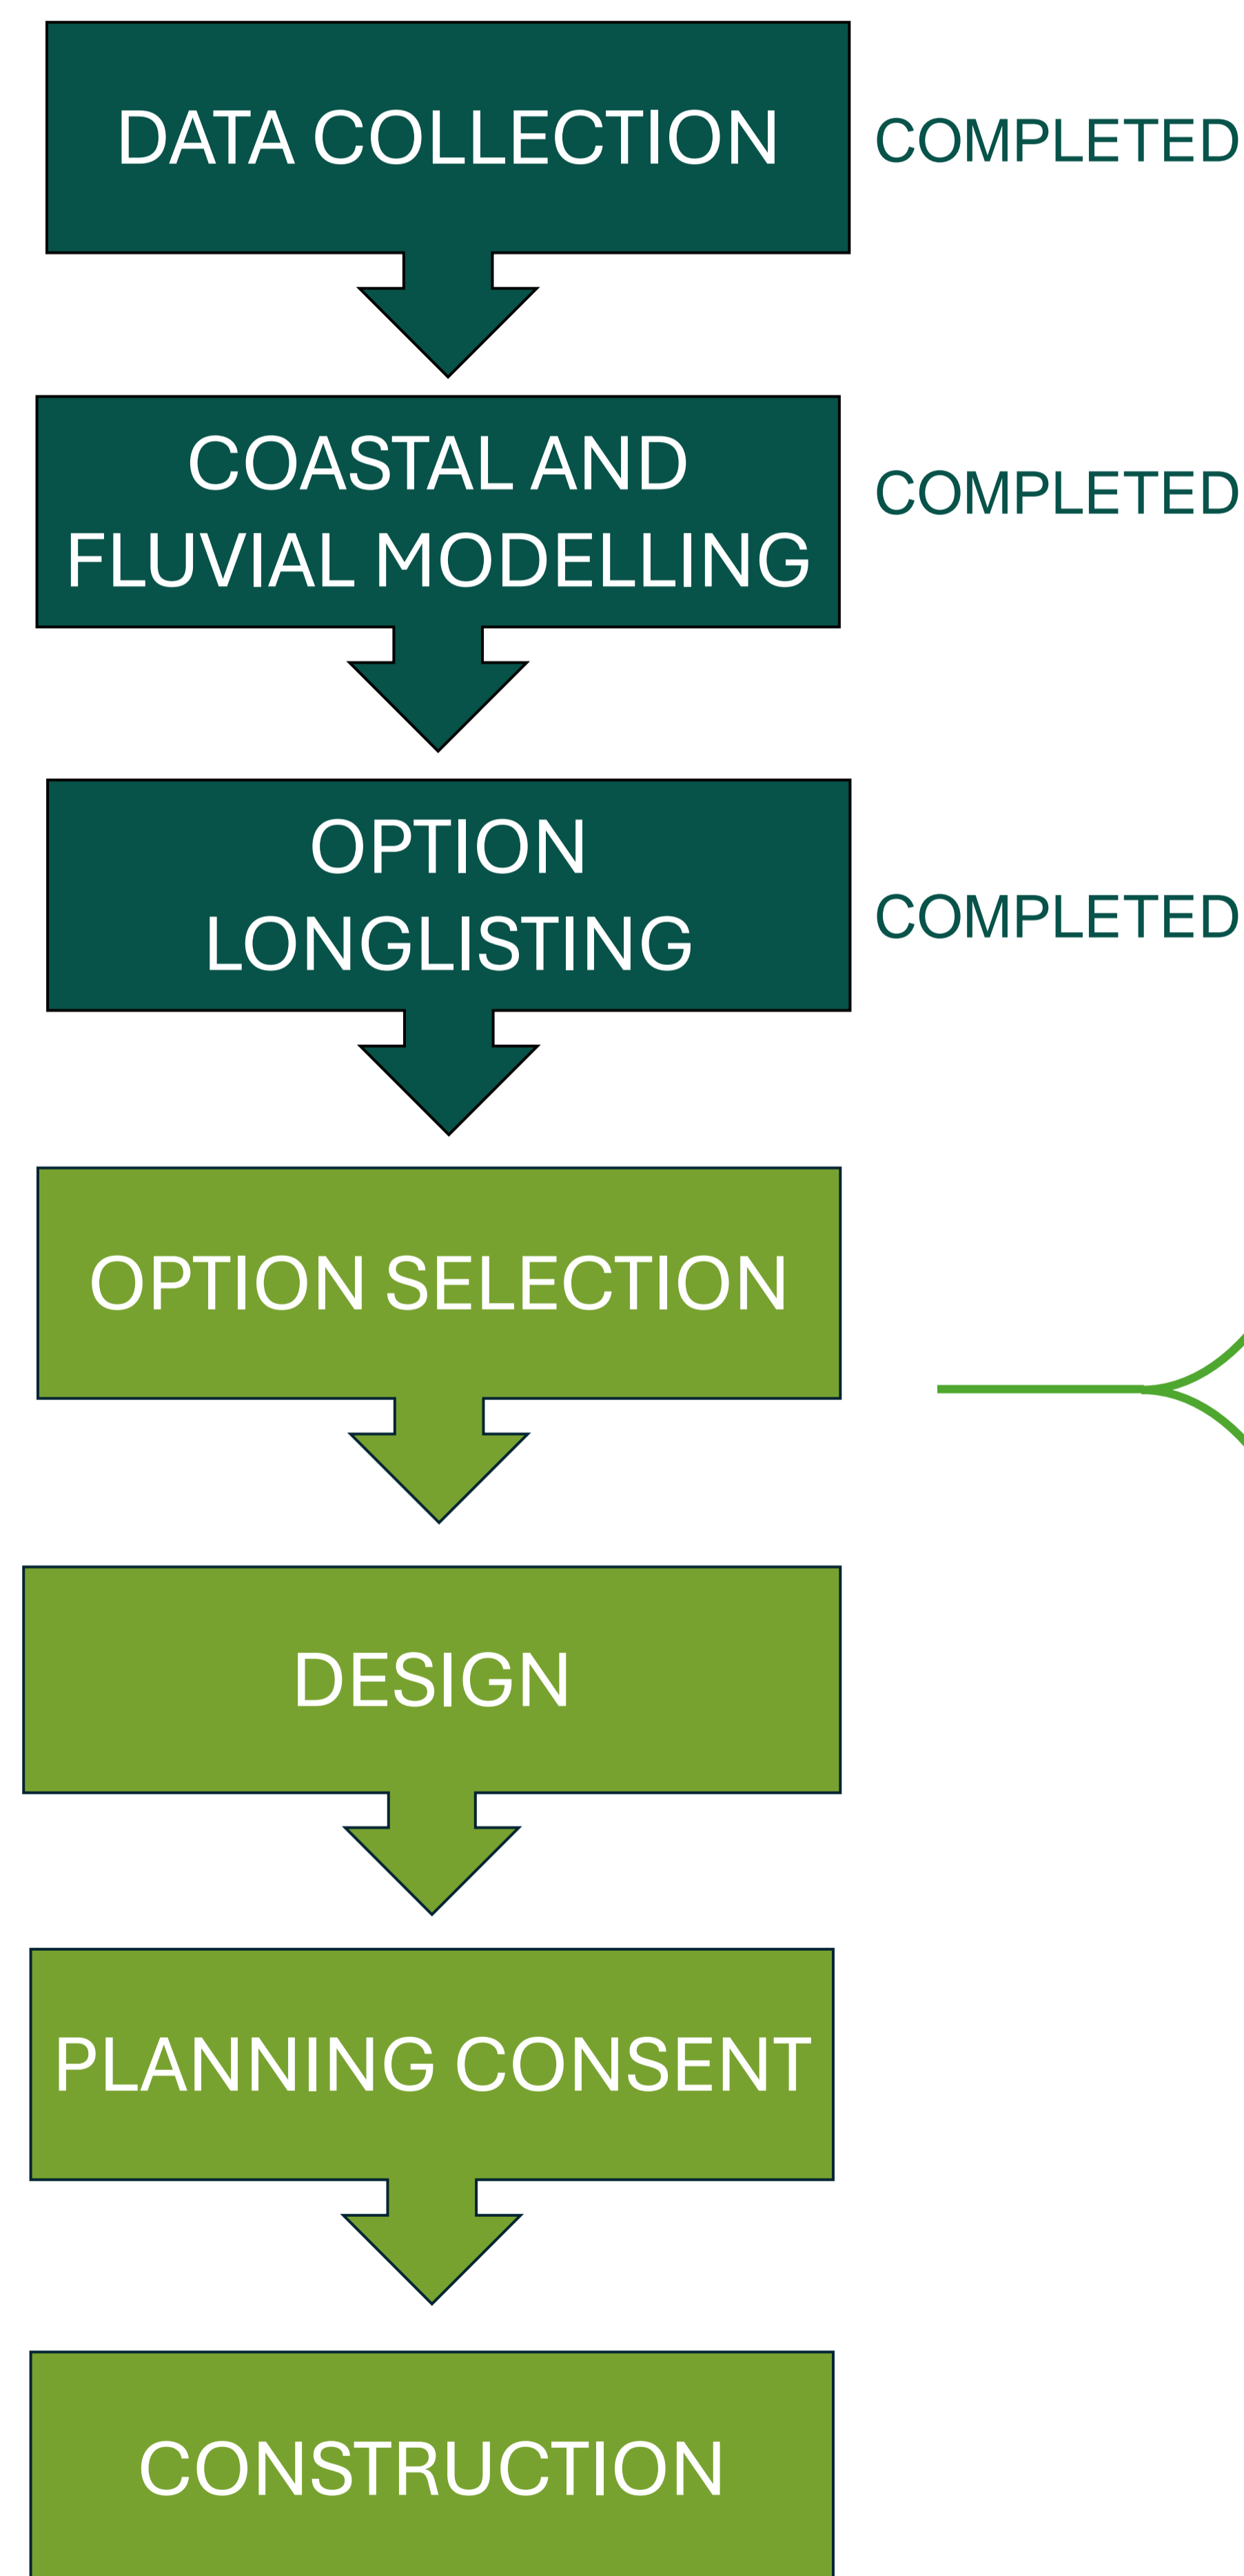 DATA COLLECTION
COMPLETED
COASTAL AND
FLUVIAL MODELLING
COMPLETED
OPTION
LONGLISTING
COMPLETED
OPTION SELECTION
DESIGN
PLANNING CONSENT
CONSTRUCTION